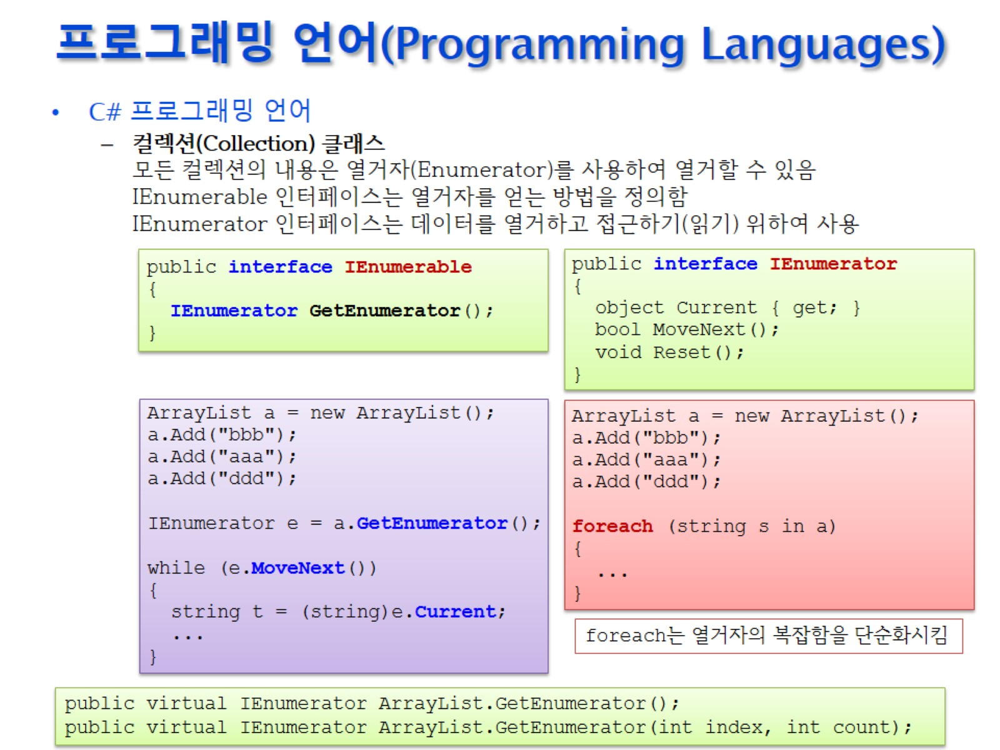 프로그래밍 언어(Programming Languages)
• C# 프로그래밍 언어
– 컬렉션(Collection) 클래스
모든 컬렉션의 내용은 열거자(Enumerator)를 사용하여 열거할 수 있음
IEnumerable 인터페이스는 열거자를 얻는 방법을 정의함
IEnumerator 인터페이스는 데이터를 열거하고 접근하기(읽기) 위하여 사용
public interface IEnumerable
{
  IEnumerator GetEnumerator();
}
public interface IEnumerator
{
  object Current { get; }
  bool MoveNext();
  void Reset();
}
ArrayList a = new ArrayList();
a.Add("bbb");
a.Add("aaa");
a.Add("ddd");
IEnumerator e = a.GetEnumerator();
while (e.MoveNext())
{
  string t = (string)e.Current;
  ...
}
ArrayList a = new ArrayList();
a.Add("bbb");
a.Add("aaa");
a.Add("ddd");
foreach (string s in a)
{
  ...
}
foreach는 열거자의 복잡함을 단순화시킴
public virtual IEnumerator ArrayList.GetEnumerator();
public virtual IEnumerator ArrayList.GetEnumerator(int index, int count);